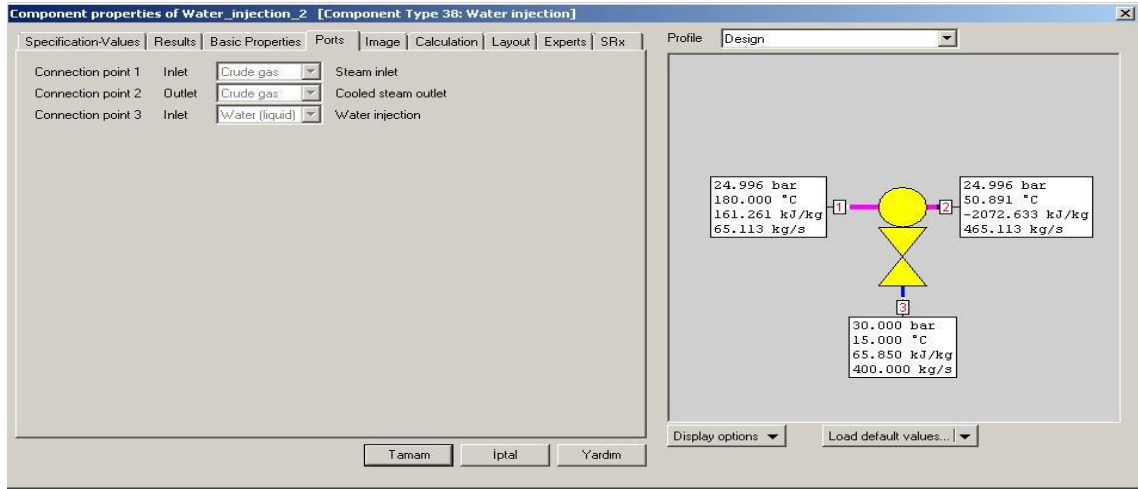 Component properties of Water_injection_2 [Component Type 38: Water injection]
Specification-Values Results Basic Properties Ports Image Calculation Layout Experts SRx
Profile Design
Connection point 1 Inlet Crude gas Steam inlet
Connection point 2 Outlet Crude gas Cooled steam outlet
Connection point 3 Inlet Water (liquid) Water injection
24.996 bar
180.000 °C
161.261 kJ/kg
65.113 kg/s
1
2
24.996 bar
50.891 °C
-2072.633 kJ/kg
465.113 kg/s
3
30.000 bar
15.000 °C
65.850 kJ/kg
400.000 kg/s
Display options Load default values...
Tamam İptal Yardım